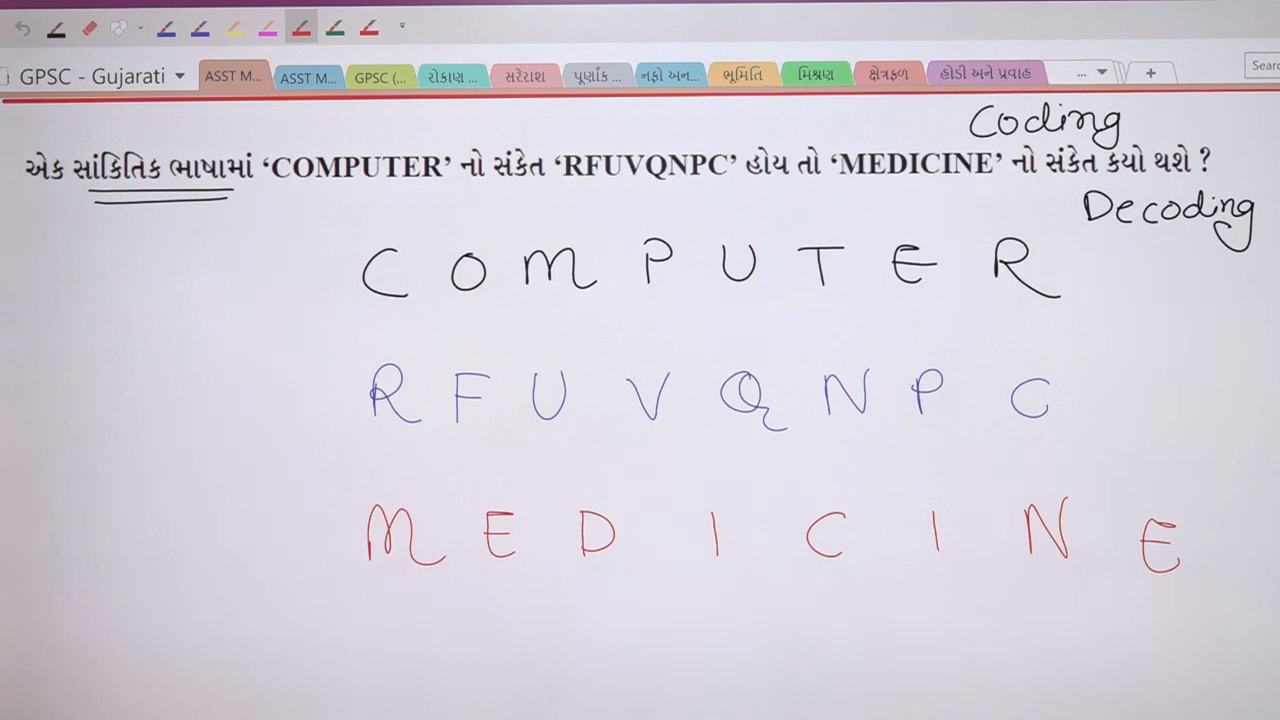 GPSC - Gujarati
ASST M... ASST M... GPSC (... રોકાણ ... સરેરાશ પૂર્ણાંક ... નફો અન... ભૂમિતિ મિશ્રણ ક્ષેત્રફળ હોડી અને પ્રવાહ ... + Searc
Coding
એક સાંકેતિક ભાષામાં ‘COMPUTER’ નો સંકેત ‘RFUVQNPC’ હોય તો ‘MEDICINE’ નો સંકેત કયો થશે ?
Decoding
C O M P U T E R
R F U V Q N P C
M E D I C I N E